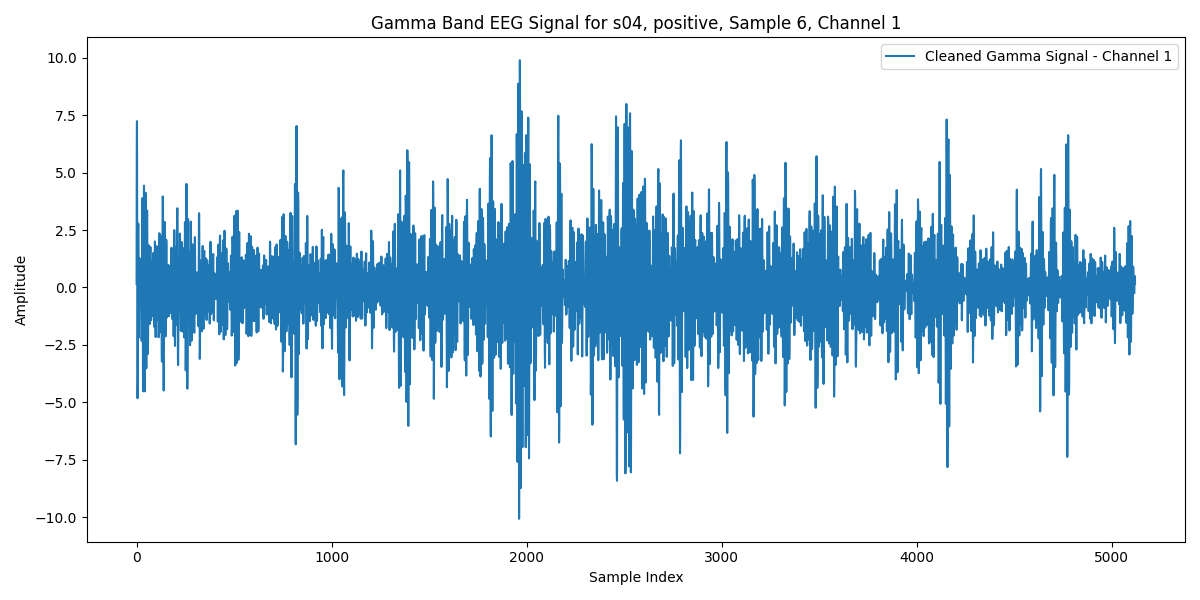 Gamma Band EEG Signal for s04, positive, Sample 6, Channel 1
Cleaned Gamma Signal - Channel 1
10.0
7.5
5.0
2.5
0.0
−2.5
−5.0
−7.5
−10.0
Amplitude
0 1000 2000 3000 4000 5000
Sample Index